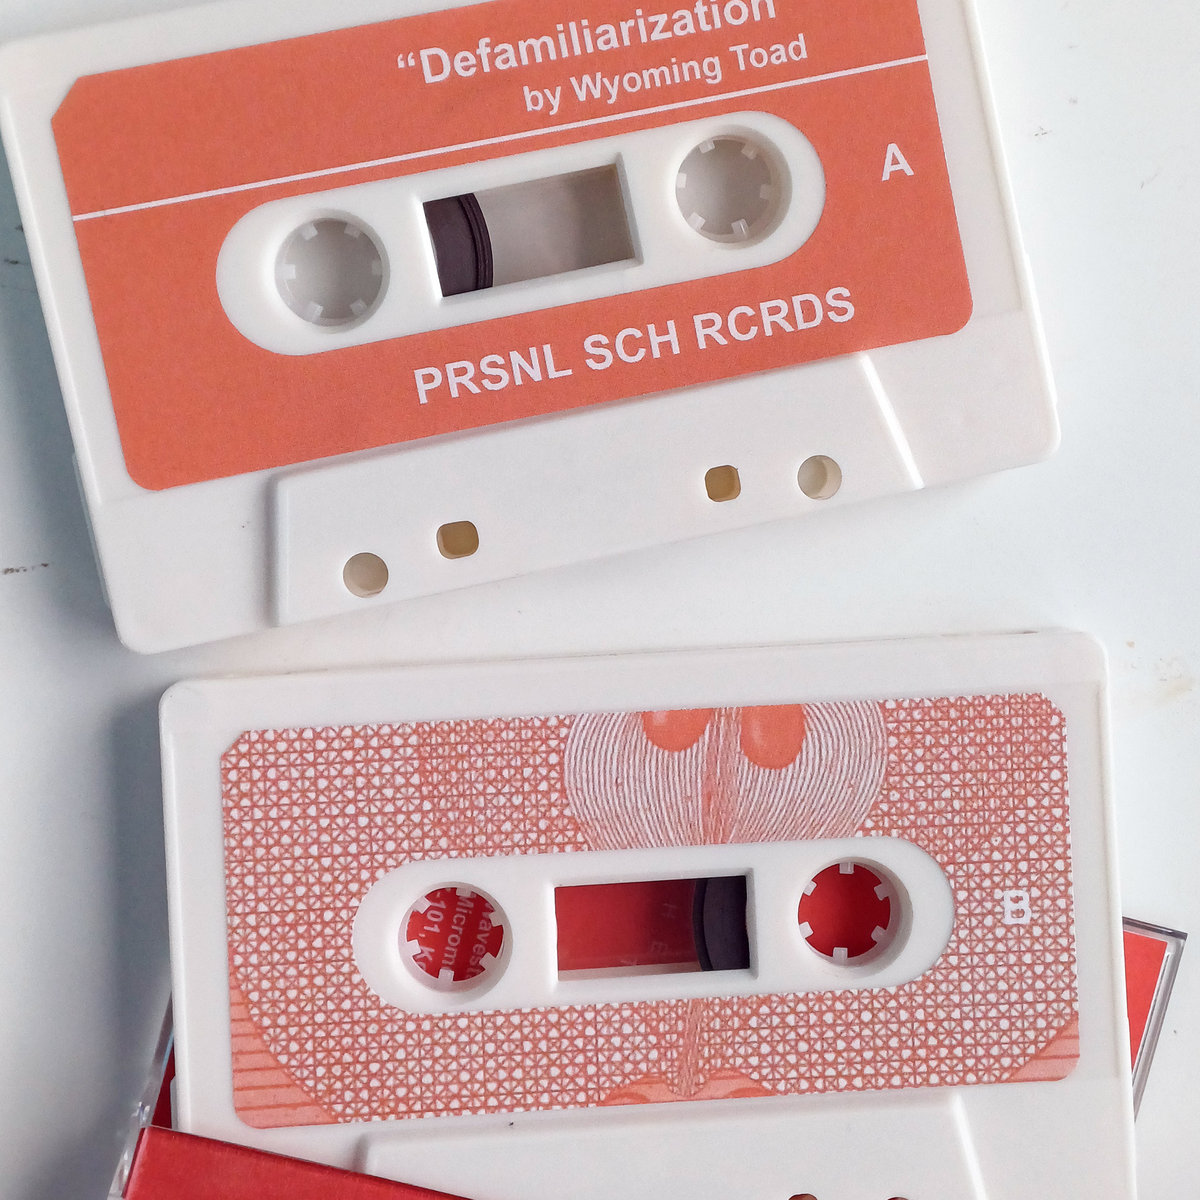 “Defamiliarization
by Wyoming Toad
A
PRSNL SCH RCRDS
B